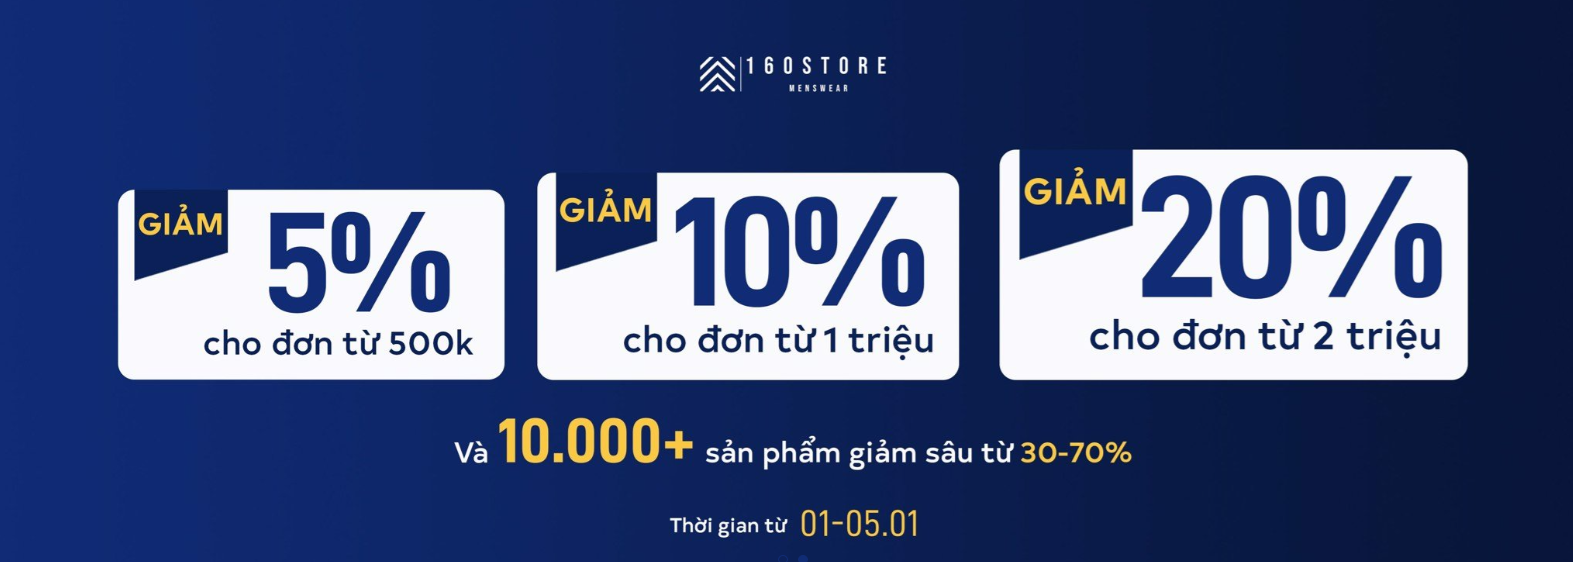 160STORE
MENSWEAR
GIẢM
5%
cho đơn từ 500k
GIẢM
10%
cho đơn từ 1 triệu
GIẢM
20%
cho đơn từ 2 triệu
Và 10.000+ sản phẩm giảm sâu từ 30-70%
Thời gian từ 01-05.01